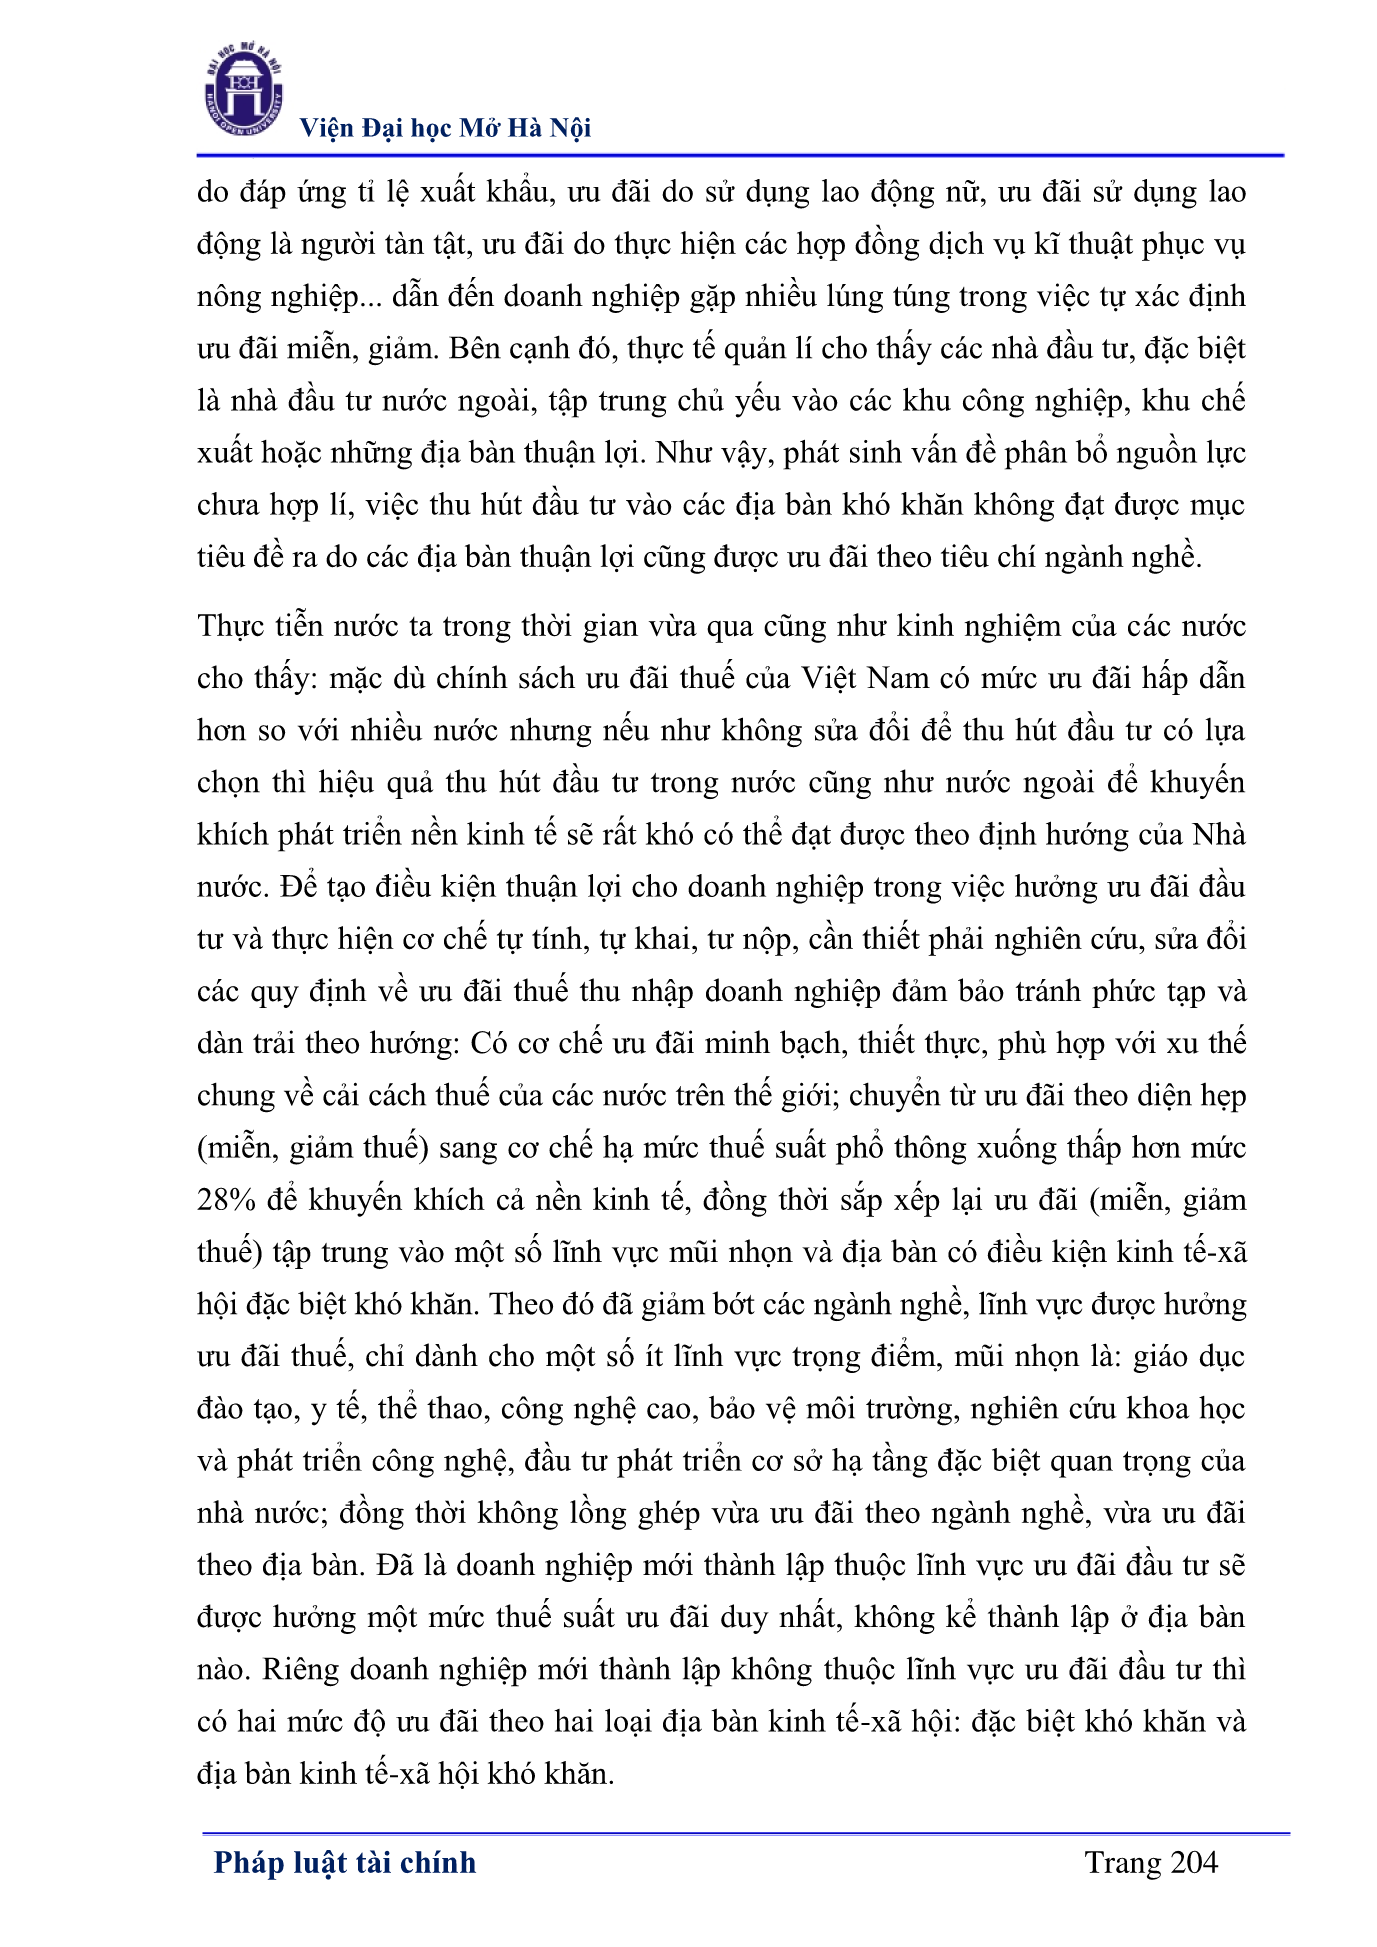 ĐẠI HỌC MỞ HÀ NỘI
HANOI OPEN UNIVERSITY
Viện Đại học Mở Hà Nội
do đáp ứng tỉ lệ xuất khẩu, ưu đãi do sử dụng lao động nữ, ưu đãi sử dụng lao
động là người tàn tật, ưu đãi do thực hiện các hợp đồng dịch vụ kĩ thuật phục vụ
nông nghiệp... dẫn đến doanh nghiệp gặp nhiều lúng túng trong việc tự xác định
ưu đãi miễn, giảm. Bên cạnh đó, thực tế quản lí cho thấy các nhà đầu tư, đặc biệt
là nhà đầu tư nước ngoài, tập trung chủ yếu vào các khu công nghiệp, khu chế
xuất hoặc những địa bàn thuận lợi. Như vậy, phát sinh vấn đề phân bổ nguồn lực
chưa hợp lí, việc thu hút đầu tư vào các địa bàn khó khăn không đạt được mục
tiêu đề ra do các địa bàn thuận lợi cũng được ưu đãi theo tiêu chí ngành nghề.
Thực tiễn nước ta trong thời gian vừa qua cũng như kinh nghiệm của các nước
cho thấy: mặc dù chính sách ưu đãi thuế của Việt Nam có mức ưu đãi hấp dẫn
hơn so với nhiều nước nhưng nếu như không sửa đổi để thu hút đầu tư có lựa
chọn thì hiệu quả thu hút đầu tư trong nước cũng như nước ngoài để khuyến
khích phát triển nền kinh tế sẽ rất khó có thể đạt được theo định hướng của Nhà
nước. Để tạo điều kiện thuận lợi cho doanh nghiệp trong việc hưởng ưu đãi đầu
tư và thực hiện cơ chế tự tính, tự khai, tư nộp, cần thiết phải nghiên cứu, sửa đổi
các quy định về ưu đãi thuế thu nhập doanh nghiệp đảm bảo tránh phức tạp và
dàn trải theo hướng: Có cơ chế ưu đãi minh bạch, thiết thực, phù hợp với xu thế
chung về cải cách thuế của các nước trên thế giới; chuyển từ ưu đãi theo diện hẹp
(miễn, giảm thuế) sang cơ chế hạ mức thuế suất phổ thông xuống thấp hơn mức
28% để khuyến khích cả nền kinh tế, đồng thời sắp xếp lại ưu đãi (miễn, giảm
thuế) tập trung vào một số lĩnh vực mũi nhọn và địa bàn có điều kiện kinh tế-xã
hội đặc biệt khó khăn. Theo đó đã giảm bớt các ngành nghề, lĩnh vực được hưởng
ưu đãi thuế, chỉ dành cho một số ít lĩnh vực trọng điểm, mũi nhọn là: giáo dục
đào tạo, y tế, thể thao, công nghệ cao, bảo vệ môi trường, nghiên cứu khoa học
và phát triển công nghệ, đầu tư phát triển cơ sở hạ tầng đặc biệt quan trọng của
nhà nước; đồng thời không lồng ghép vừa ưu đãi theo ngành nghề, vừa ưu đãi
theo địa bàn. Đã là doanh nghiệp mới thành lập thuộc lĩnh vực ưu đãi đầu tư sẽ
được hưởng một mức thuế suất ưu đãi duy nhất, không kể thành lập ở địa bàn
nào. Riêng doanh nghiệp mới thành lập không thuộc lĩnh vực ưu đãi đầu tư thì
có hai mức độ ưu đãi theo hai loại địa bàn kinh tế-xã hội: đặc biệt khó khăn và
địa bàn kinh tế-xã hội khó khăn.
Pháp luật tài chính
Trang 204